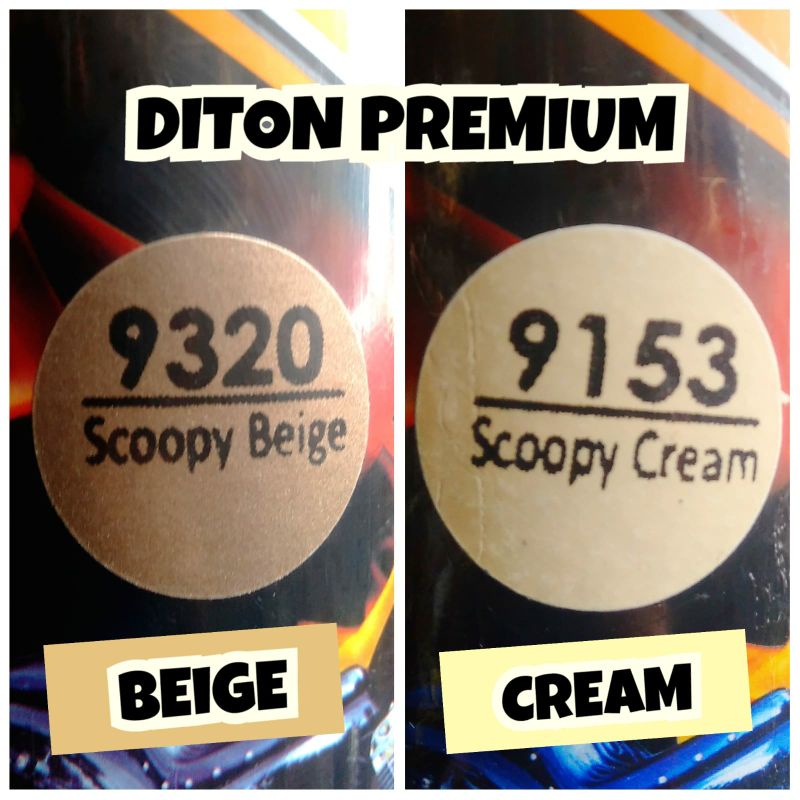 DITON PREMIUM
9320
Scoopy Beige
9153
Scoopy Cream
BEIGE
CREAM